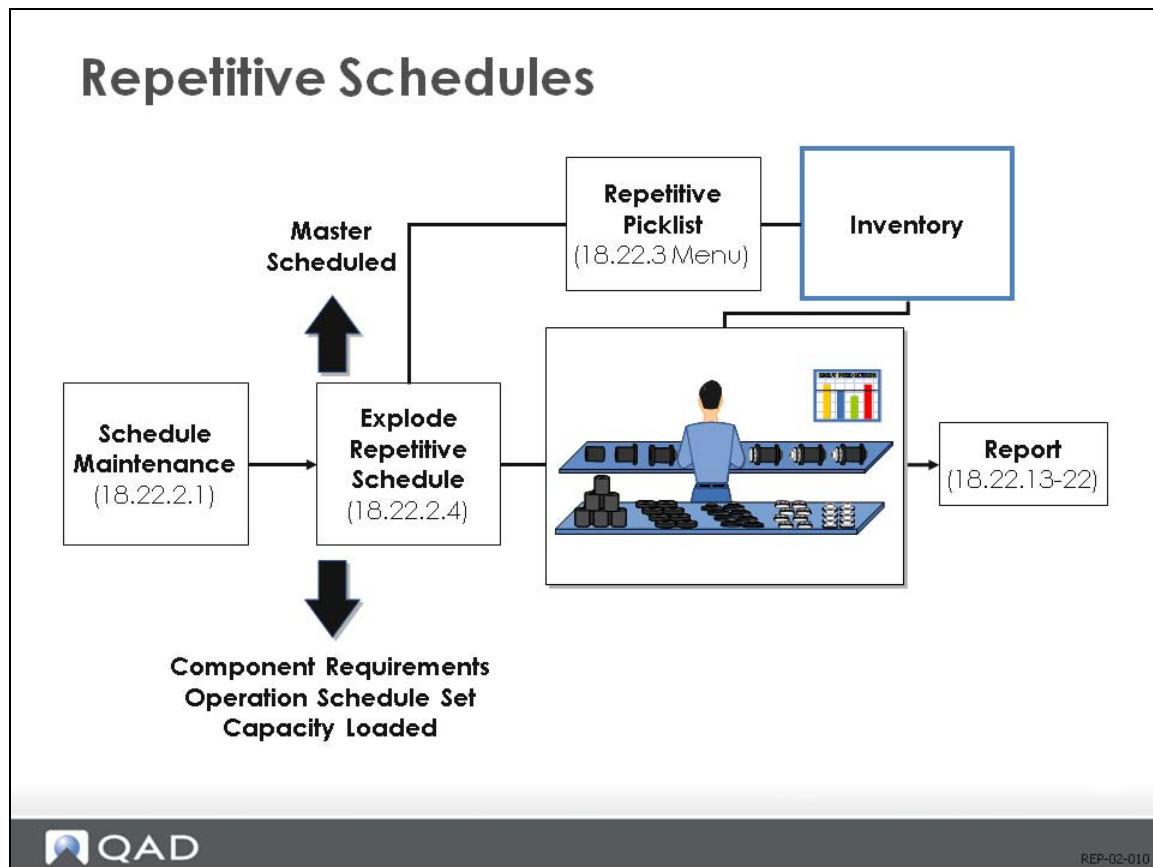 Repetitive Schedules
Repetitive
Picklist
(18.22.3 Menu)
Inventory
Master
Scheduled
Schedule
Maintenance
(18.22.2.1)
Explode
Repetitive
Schedule
(18.22.2.4)
Report
(18.22.13-22)
Component Requirements
Operation Schedule Set
Capacity Loaded
QAD
REP-02-010